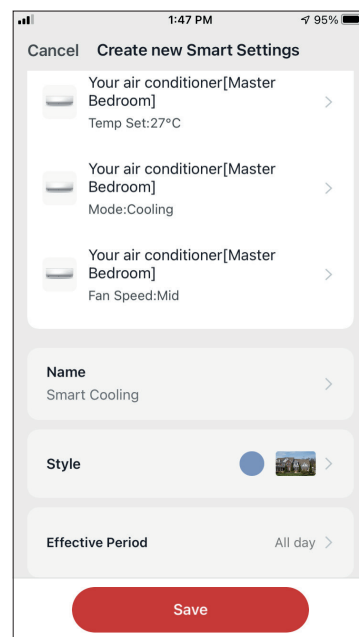 1:47 PM
95%
Cancel Create new Smart Settings
Your air conditioner[Master
Bedroom]
Temp Set:27°C
Your air conditioner[Master
Bedroom]
Mode:Cooling
Your air conditioner[Master
Bedroom]
Fan Speed:Mid
Name
Smart Cooling
Style
Effective Period All day
Save